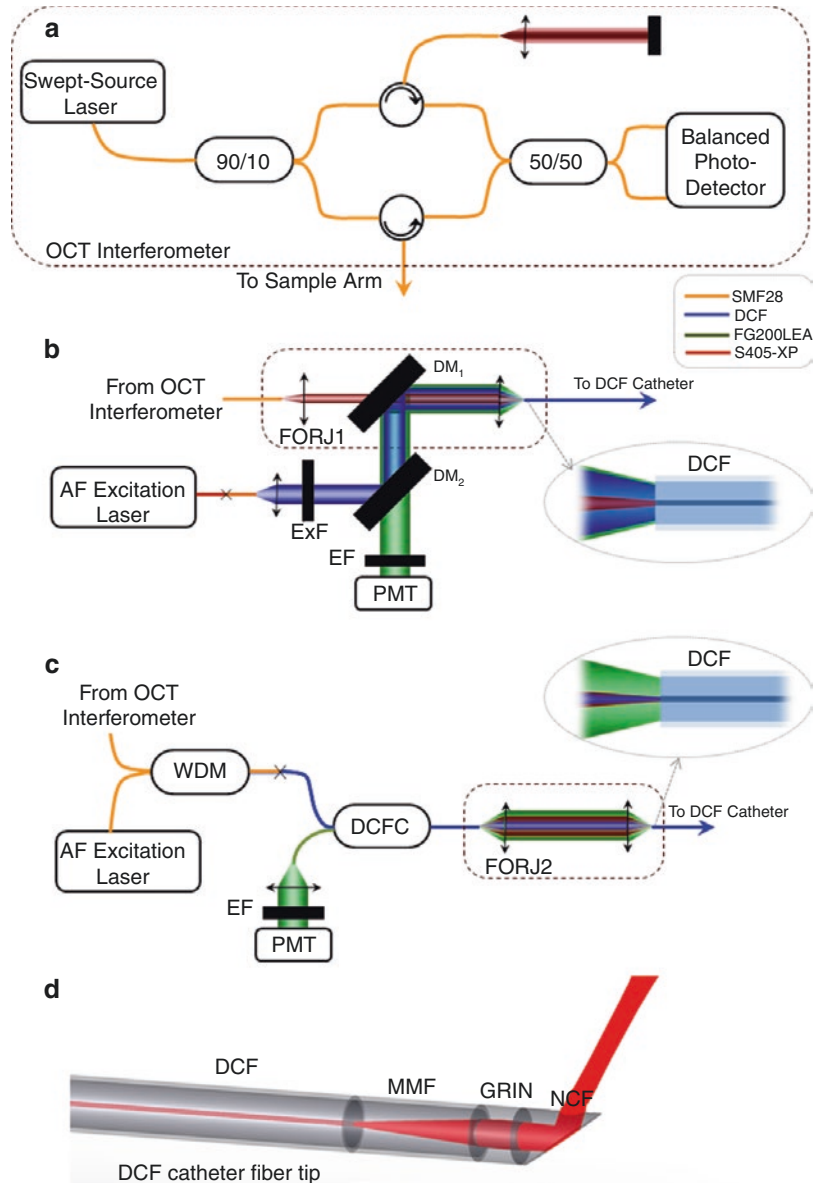 a
Swept-Source
Laser
90/10
50/50
Balanced
Photo-
Detector
OCT Interferometer
To Sample Arm
SMF28
DCF
FG200LEA
S405-XP
b
From OCT
Interferometer
FORJ1
DM1
To DCF Catheter
AF Excitation
Laser
ExF
DM2
EF
PMT
DCF
c
From OCT
Interferometer
WDM
AF Excitation
Laser
DCFC
EF
PMT
FORJ2
To DCF Catheter
DCF
d
DCF
MMF
GRIN
NCF
DCF catheter fiber tip